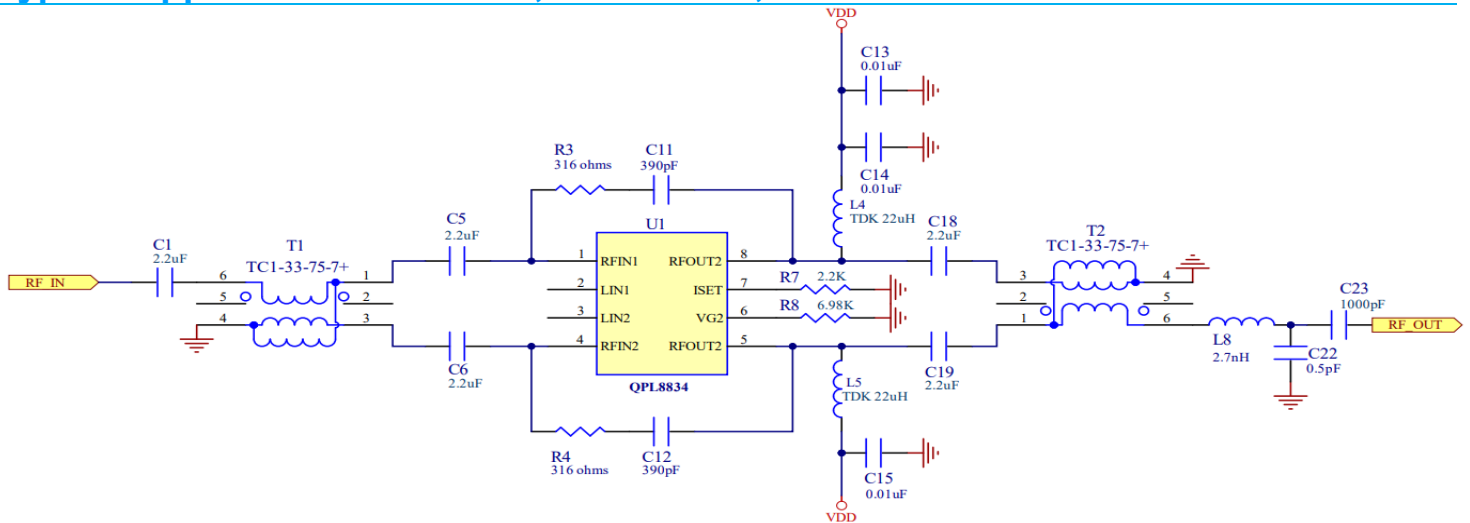 VDD
C13
0.01uF
C14
0.01uF
R3
316 ohms
C11
390pF
L4
TDK 22uH
C5
2.2uF
U1
C18
2.2uF
T2
TC1-33-75-7+
C1
2.2uF
T1
TC1-33-75-7+
RF_IN
6
1
5
2
4
3
1
RFIN1
RFOUT2
8
2
LIN1
ISET
7
3
LIN2
VG2
6
4
RFIN2
RFOUT2
5
QPL8834
R7
2.2K
R8
6.98K
3
4
2
5
1
6
C23
1000pF
RF_OUT
L8
2.7nH
C22
0.5pF
C6
2.2uF
C19
2.2uF
L5
TDK 22uH
R4
316 ohms
C12
390pF
C15
0.01uF
VDD